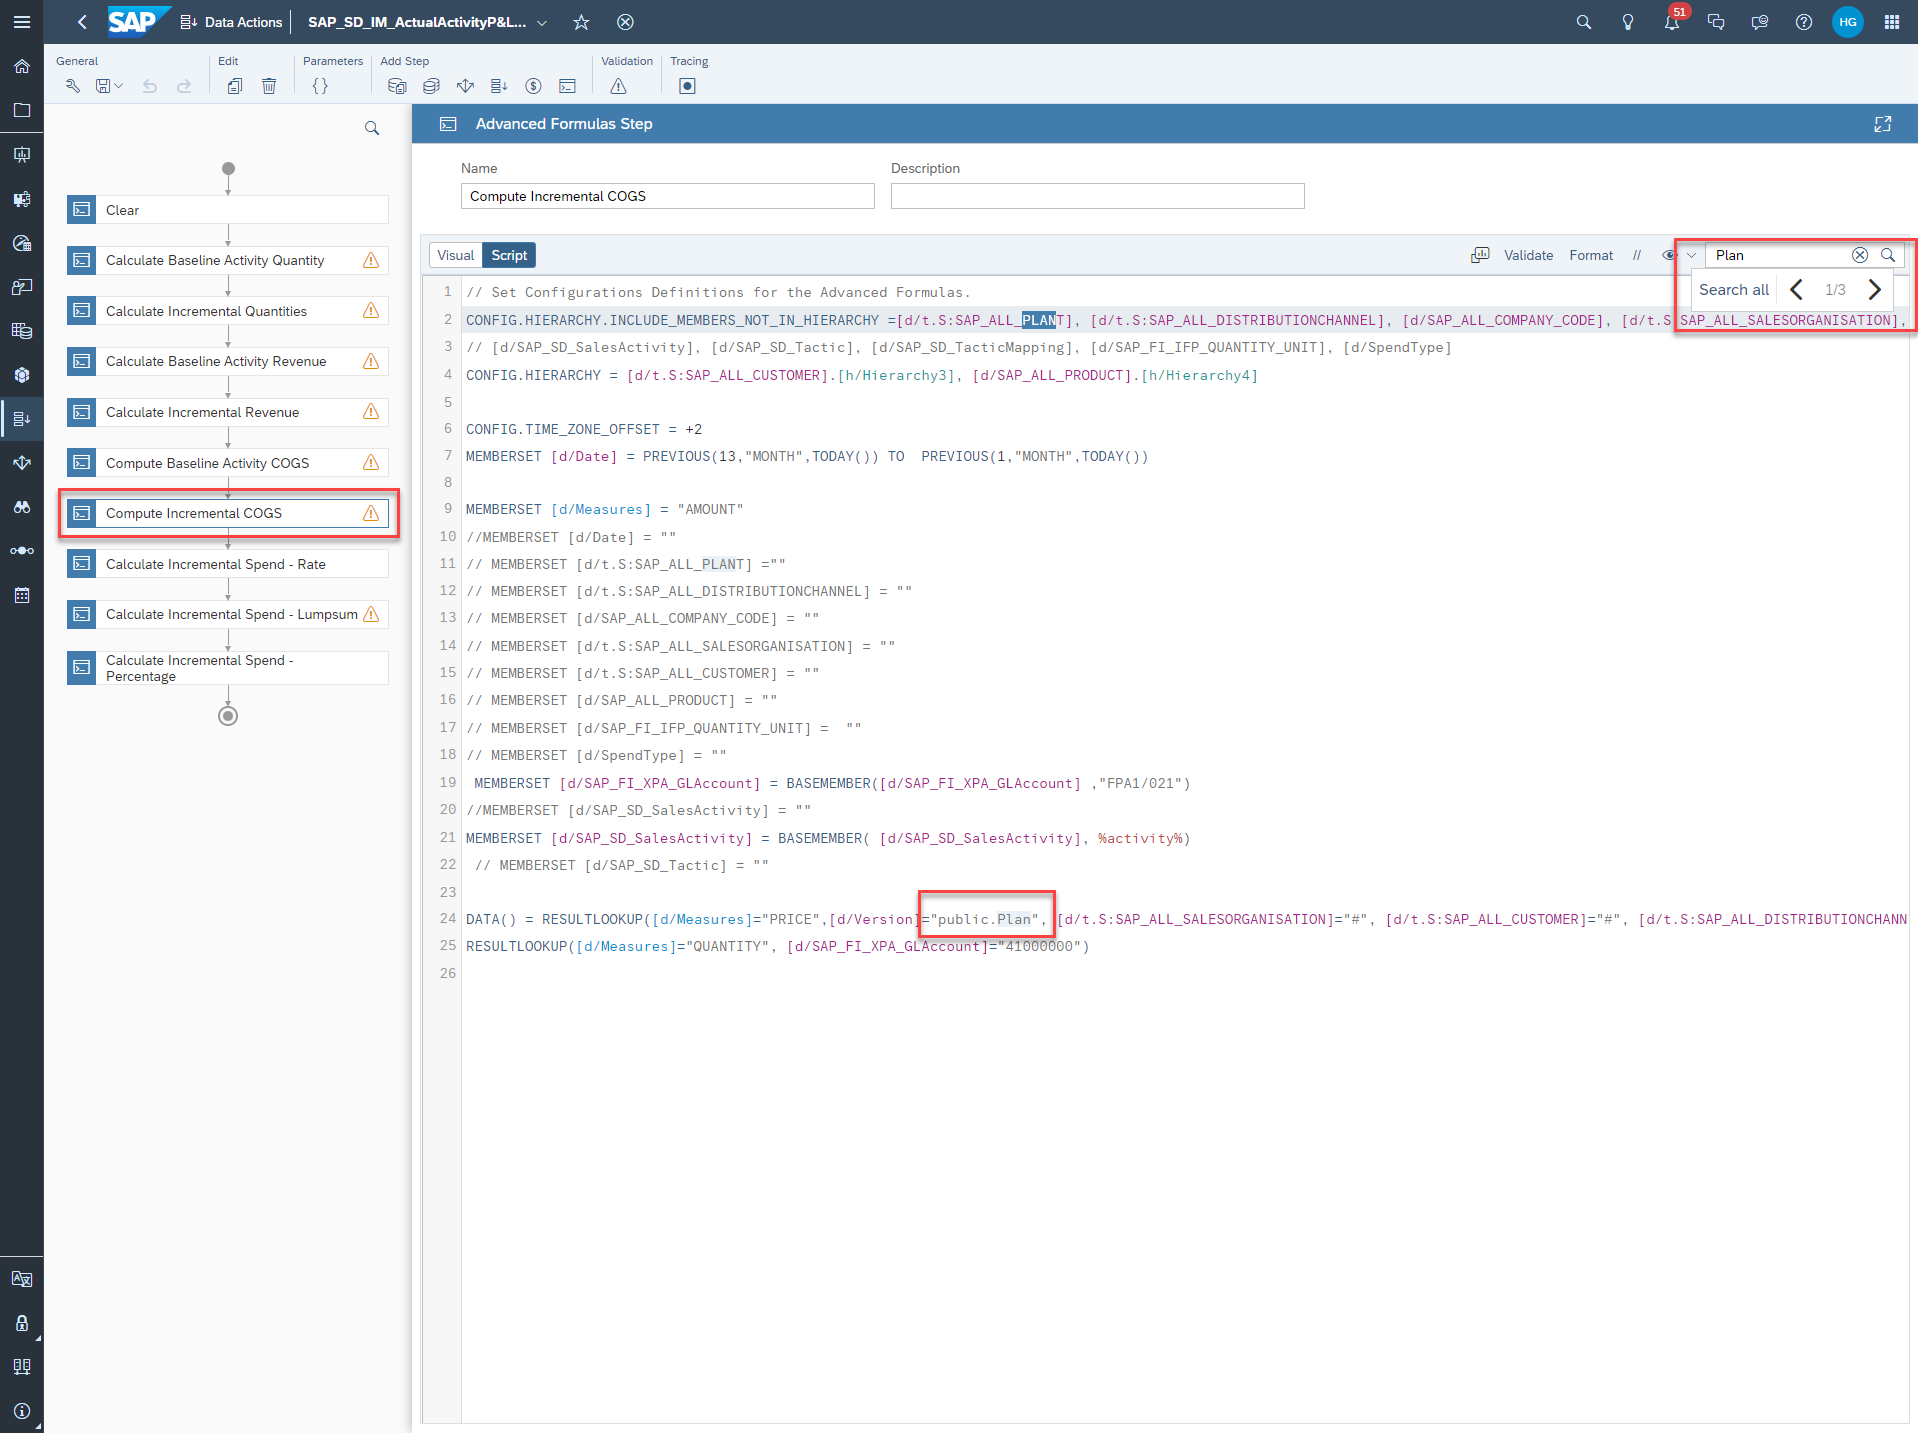 SAP Data Actions SAP_SD_IM_ActualActivityP&L... 51 HG
General Edit Parameters Add Step Validation Tracing
Advanced Formulas Step
Name Description
Compute Incremental COGS
Clear
Calculate Baseline Activity Quantity
Calculate Incremental Quantities
Calculate Baseline Activity Revenue
Calculate Incremental Revenue
Compute Baseline Activity COGS
Compute Incremental COGS
Calculate Incremental Spend - Rate
Calculate Incremental Spend - Lumpsum
Calculate Incremental Spend -
Percentage
Visual Script Validate Format // Plan
Search all 1/3
1 // Set Configurations Definitions for the Advanced Formulas.
2 CONFIG.HIERARCHY.INCLUDE_MEMBERS_NOT_IN_HIERARCHY =[d/t.S:SAP_ALL_PLANT], [d/t.S:SAP_ALL_DISTRIBUTIONCHANNEL], [d/SAP_ALL_COMPANY_CODE], [d/t.S SAP_ALL_SALESORGANISATION],
3 // [d/SAP_SD_SalesActivity], [d/SAP_SD_Tactic], [d/SAP_SD_TacticMapping], [d/SAP_FI_IFP_QUANTITY_UNIT], [d/SpendType]
4 CONFIG.HIERARCHY = [d/t.S:SAP_ALL_CUSTOMER].[h/Hierarchy3], [d/SAP_ALL_PRODUCT].[h/Hierarchy4]
5
6 CONFIG.TIME_ZONE_OFFSET = +2
7 MEMBERSET [d/Date] = PREVIOUS(13,"MONTH",TODAY()) TO PREVIOUS(1,"MONTH",TODAY())
8
9 MEMBERSET [d/Measures] = "AMOUNT"
10 //MEMBERSET [d/Date] = ""
11 // MEMBERSET [d/t.S:SAP_ALL_PLANT] =""
12 // MEMBERSET [d/t.S:SAP_ALL_DISTRIBUTIONCHANNEL] = ""
13 // MEMBERSET [d/SAP_ALL_COMPANY_CODE] = ""
14 // MEMBERSET [d/t.S:SAP_ALL_SALESORGANISATION] = ""
15 // MEMBERSET [d/t.S:SAP_ALL_CUSTOMER] = ""
16 // MEMBERSET [d/SAP_ALL_PRODUCT] = ""
17 // MEMBERSET [d/SAP_FI_IFP_QUANTITY_UNIT] = ""
18 // MEMBERSET [d/SpendType] = ""
19 MEMBERSET [d/SAP_FI_XPA_GLAccount] = BASEMEMBER([d/SAP_FI_XPA_GLAccount] ,"FPA1/021")
20 //MEMBERSET [d/SAP_SD_SalesActivity] = ""
21 MEMBERSET [d/SAP_SD_SalesActivity] = BASEMEMBER( [d/SAP_SD_SalesActivity], %activity%)
22 // MEMBERSET [d/SAP_SD_Tactic] = ""
23
24 DATA() = RESULTLOOKUP([d/Measures]="PRICE",[d/Version]="public.Plan", [d/t.S:SAP_ALL_SALESORGANISATION]="#", [d/t.S:SAP_ALL_CUSTOMER]="#", [d/t.S:SAP_ALL_DISTRIBUTIONCHANN
25 RESULTLOOKUP([d/Measures]="QUANTITY", [d/SAP_FI_XPA_GLAccount]="41000000")
26